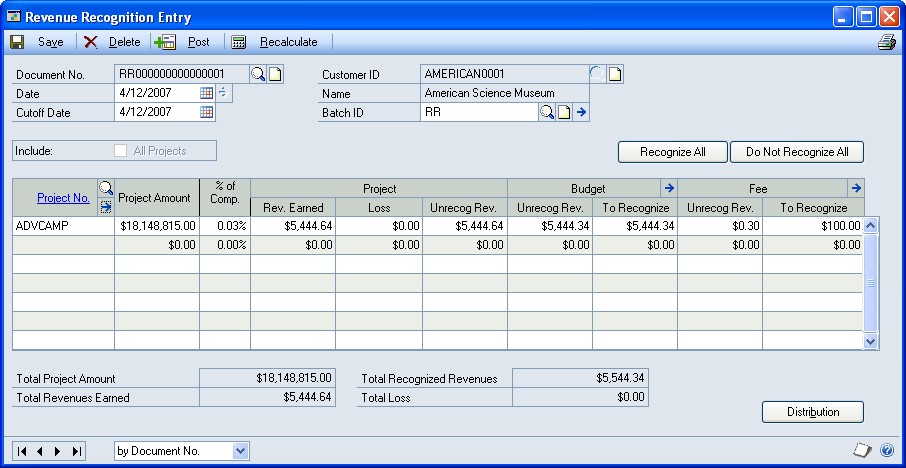 Revenue Recognition Entry
Save Delete Post Recalculate
Document No. RR000000000000001 Customer ID AMERICAN0001
Date 4/12/2007 Name American Science Museum
Cutoff Date 4/12/2007 Batch ID RR
Include: All Projects Recognize All Do Not Recognize All
Project No. Project Amount % of Comp. Project Budget Fee
Rev. Earned Loss Unrecog Rev. Unrecog Rev. To Recognize Unrecog Rev. To Recognize
ADVCAMP $18,148,815.00 0.03% $5,444.64 $0.00 $5,444.64 $5,444.34 $5,444.34 $0.30 $100.00
$0.00 0.00% $0.00 $0.00 $0.00 $0.00 $0.00 $0.00 $0.00
Total Project Amount $18,148,815.00 Total Recognized Revenues $5,544.34
Total Revenues Earned $5,444.64 Total Loss $0.00
Distribution
by Document No.